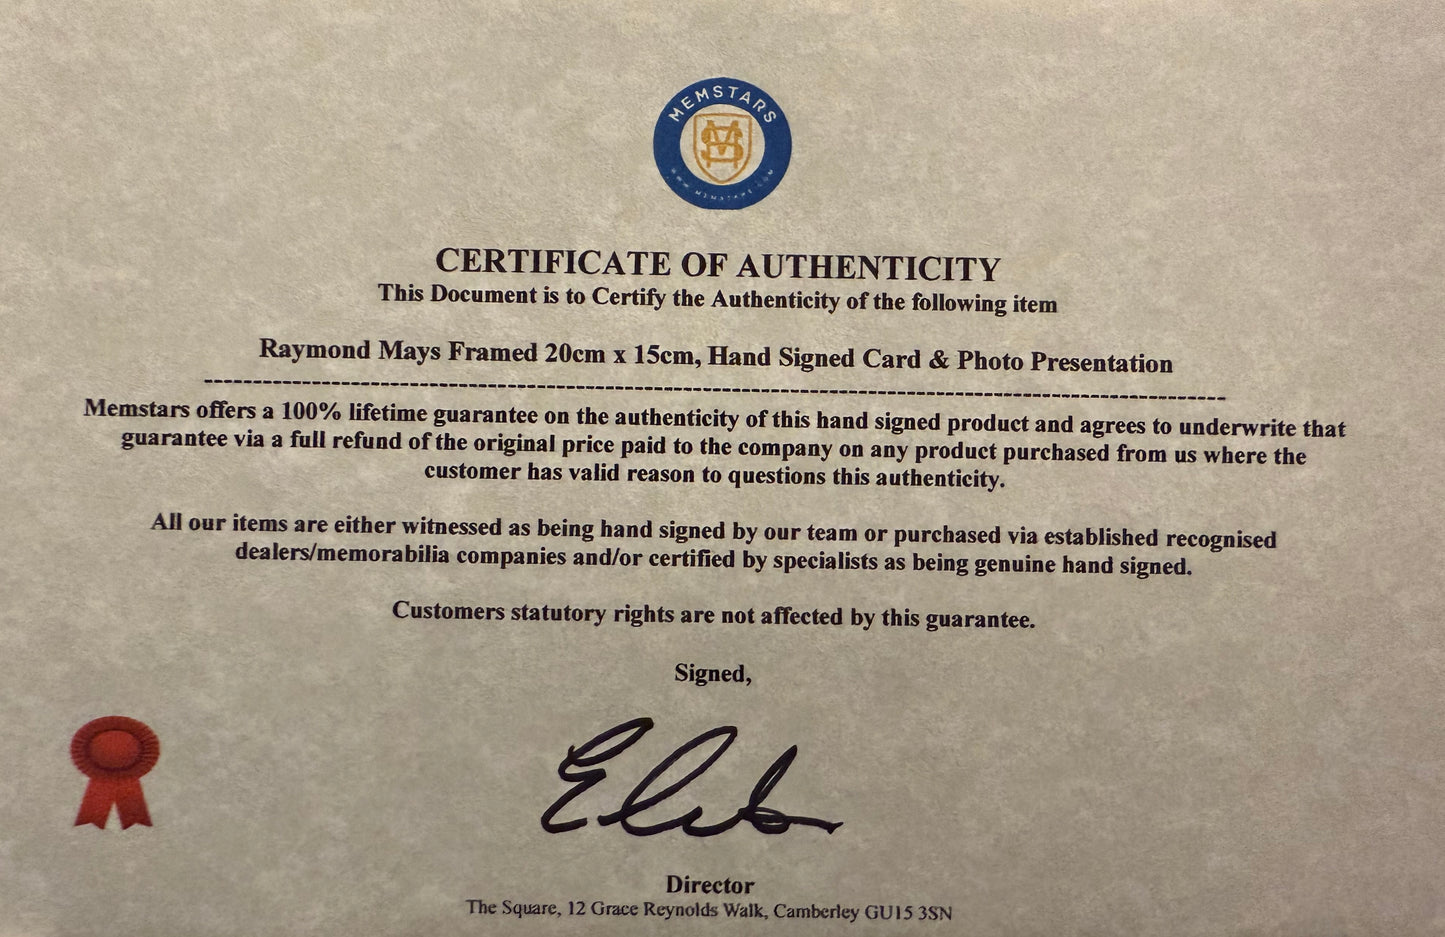 MEMSTARS
MS
WWW.MEMSTARS.COM
CERTIFICATE OF AUTHENTICITY
This Document is to Certify the Authenticity of the following item
Raymond Mays Framed 20cm x 15cm, Hand Signed Card & Photo Presentation
Memstars offers a 100% lifetime guarantee on the authenticity of this hand signed product and agrees to underwrite that
guarantee via a full refund of the original price paid to the company on any product purchased from us where the
customer has valid reason to questions this authenticity.
All our items are either witnessed as being hand signed by our team or purchased via established recognised
dealers/memorabilia companies and/or certified by specialists as being genuine hand signed.
Customers statutory rights are not affected by this guarantee.
Signed,
Director
The Square, 12 Grace Reynolds Walk, Camberley GU15 3SN